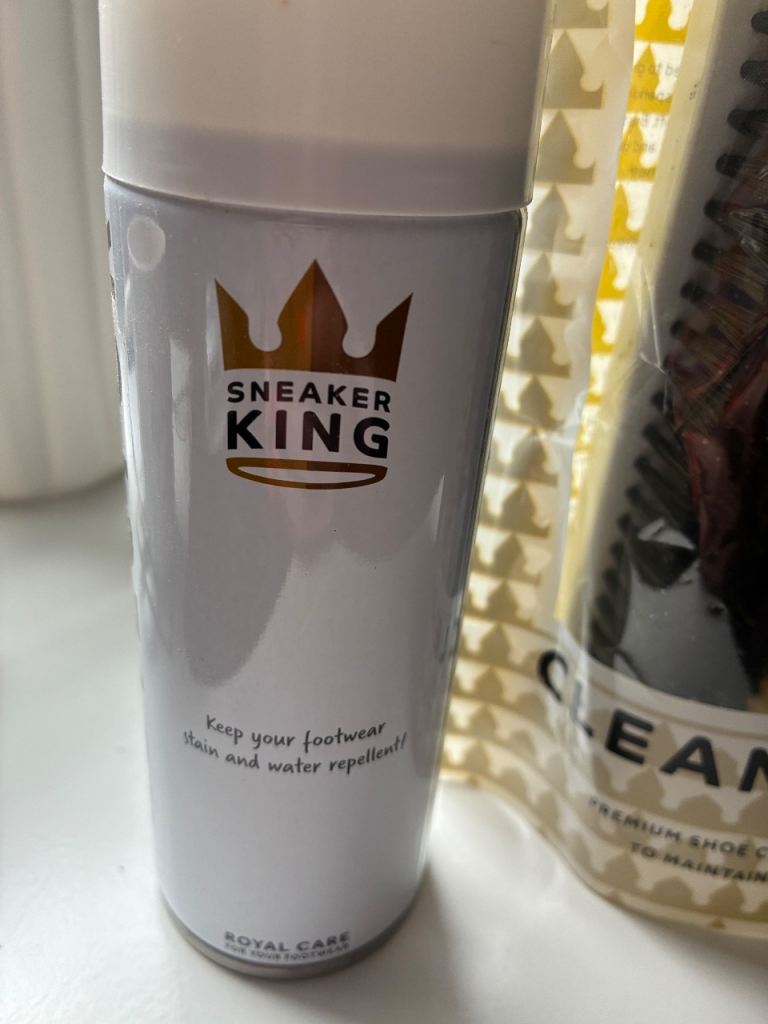 SNEAKER
KING
Keep your footwear
stain and water repellent!
ROYAL CARE
FOR YOUR FOOTWEAR
CLEAN
PREMIUM SHOE C
TO MAINTAIN